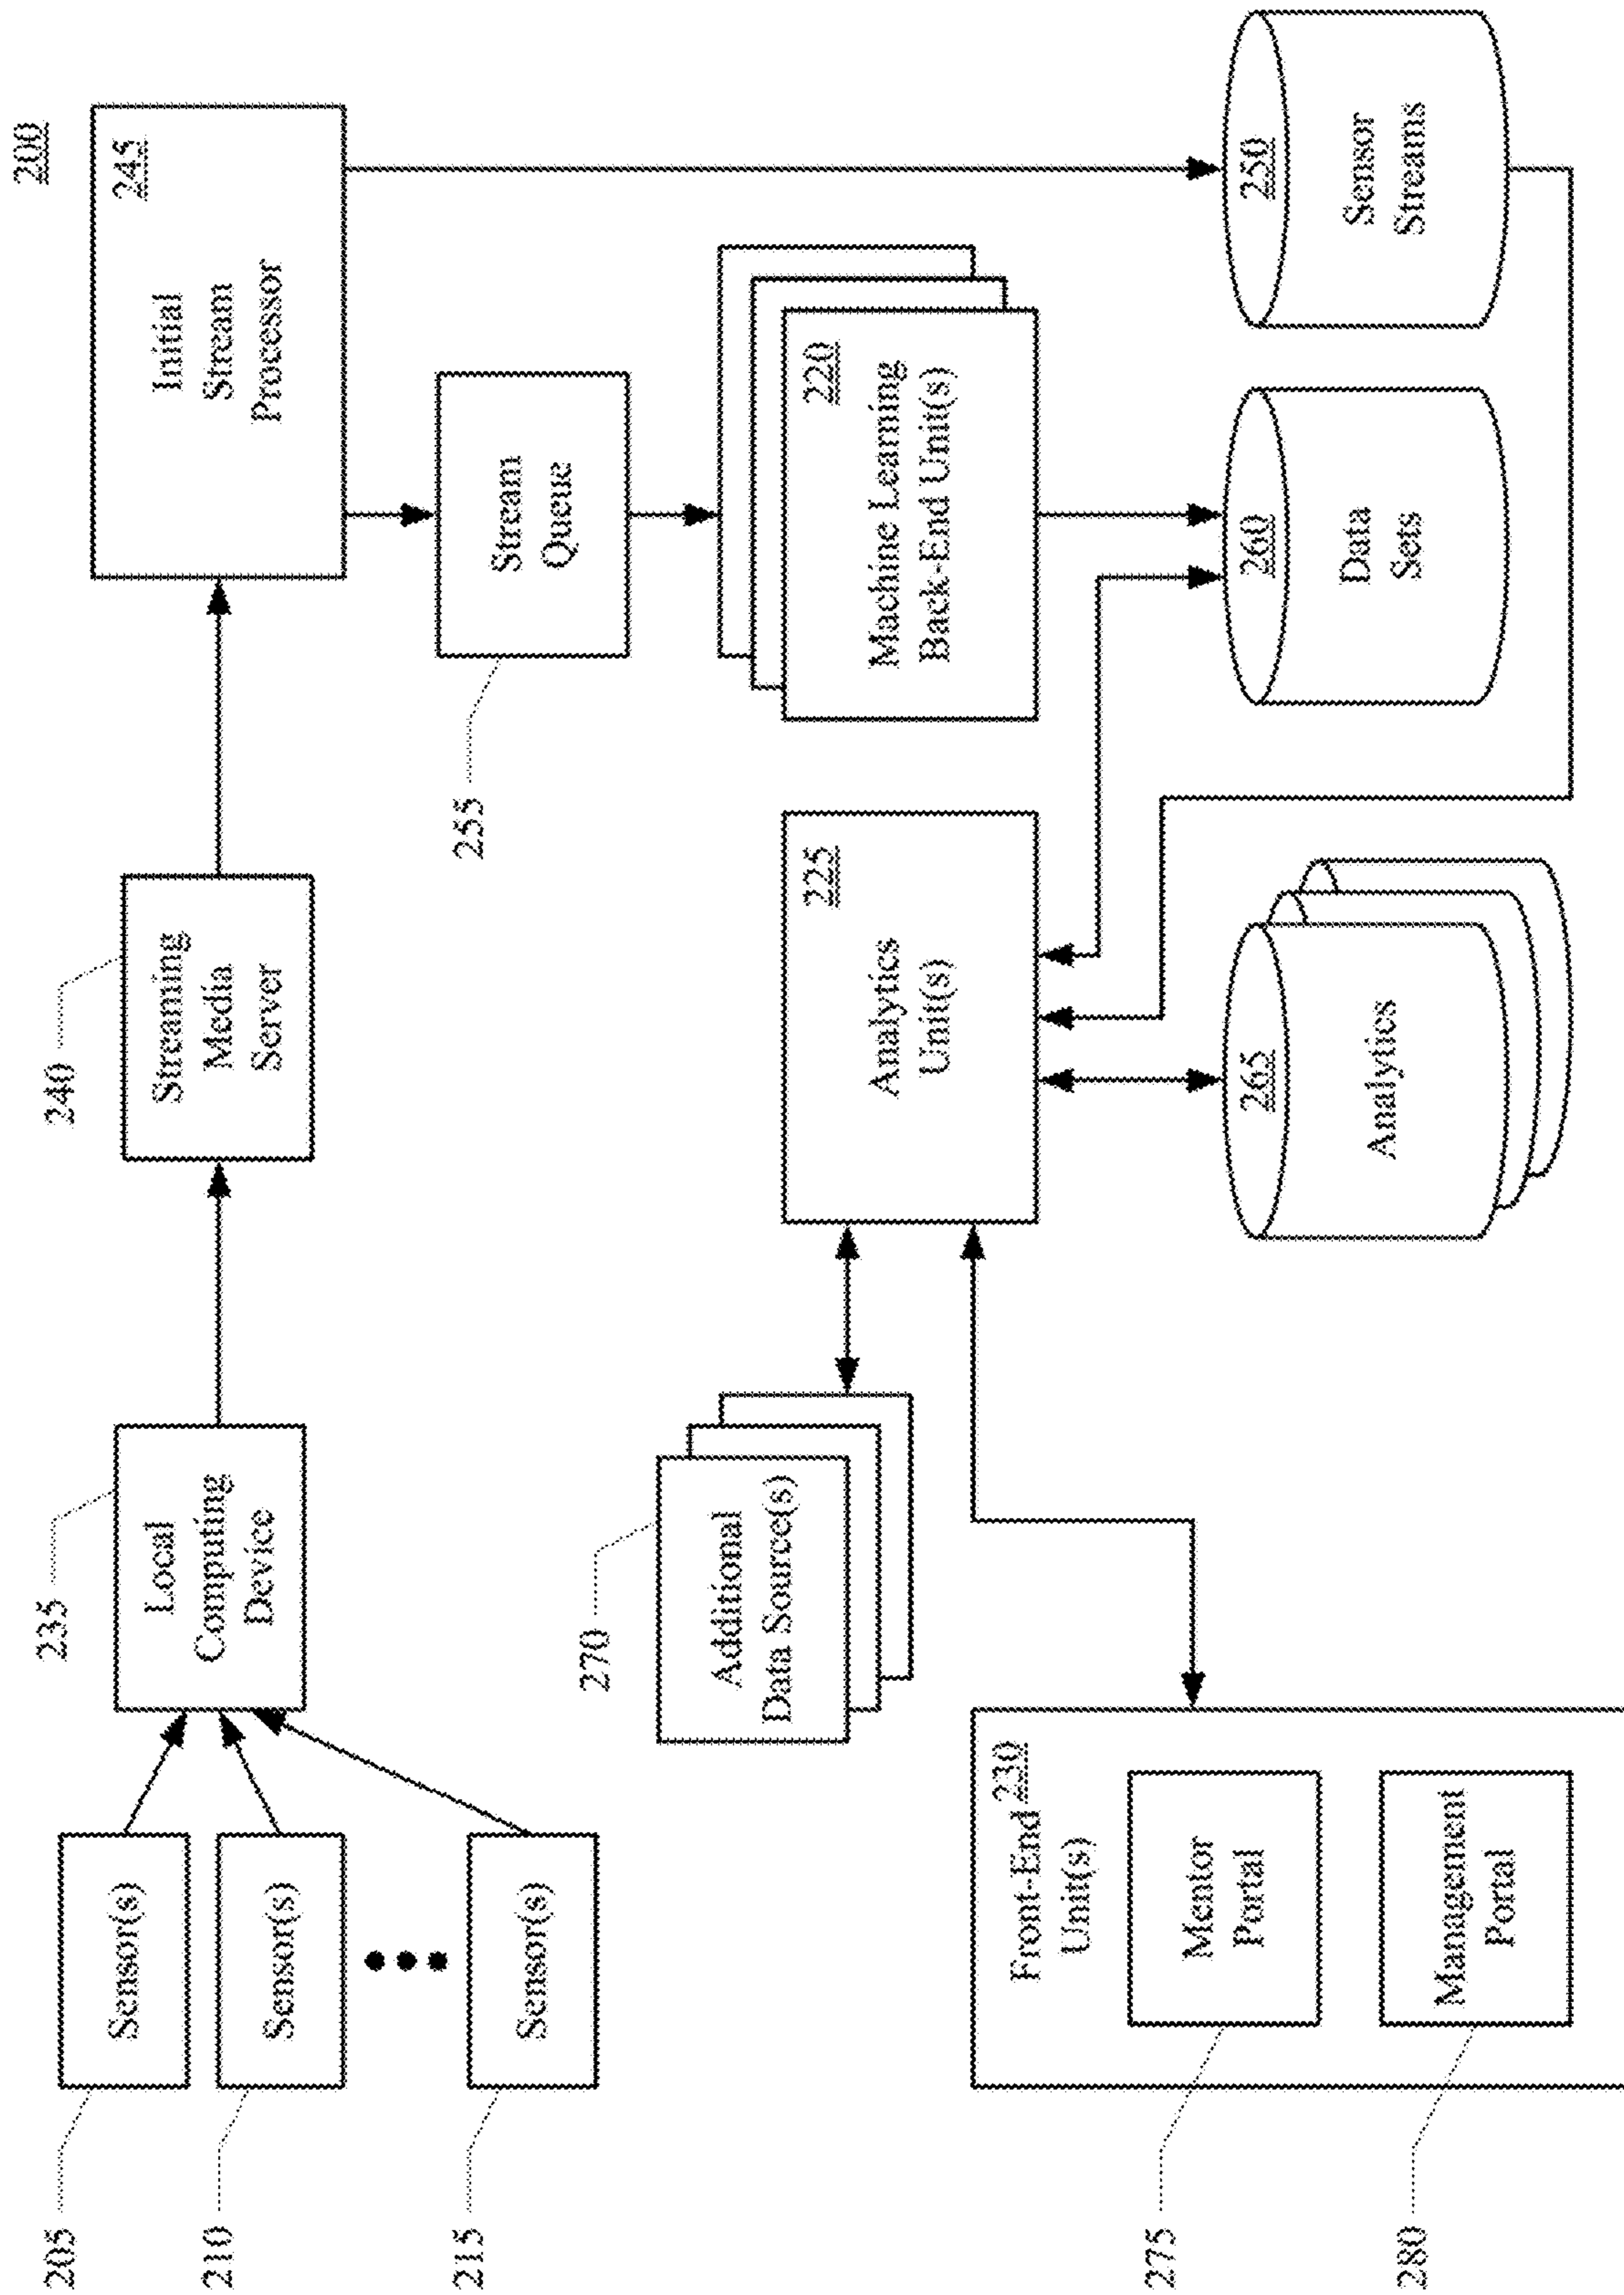 200
205
Sensor(s)
210
Sensor(s)
215
Sensor(s)
235
Local
Computing
Device
240
Streaming
Media
Server
245
Initial
Stream
Processor
255
Stream
Queue
220
Machine Learning
Back-End Unit(s)
270
Additional
Data Source(s)
225
Analytics
Unit(s)
230
Front-End
Unit(s)
275
Mentor
Portal
280
Management
Portal
265
Analytics
260
Data
Sets
250
Sensor
Streams